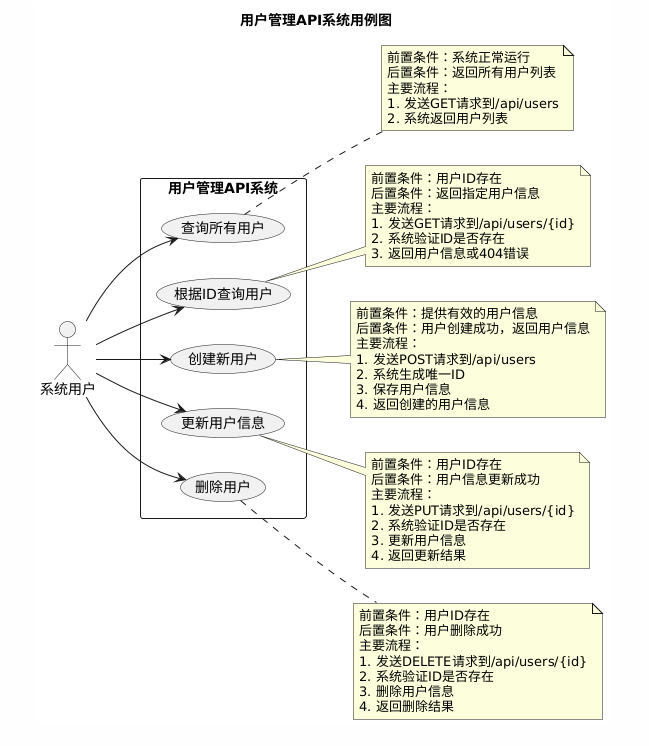 用户管理API系统用例图
前置条件：系统正常运行
后置条件：返回所有用户列表
主要流程：
1. 发送GET请求到/api/users
2. 系统返回用户列表
用户管理API系统
查询所有用户
前置条件：用户ID存在
后置条件：返回指定用户信息
主要流程：
1. 发送GET请求到/api/users/{id}
2. 系统验证ID是否存在
3. 返回用户信息或404错误
根据ID查询用户
前置条件：提供有效的用户信息
后置条件：用户创建成功，返回用户信息
主要流程：
1. 发送POST请求到/api/users
2. 系统生成唯一ID
3. 保存用户信息
4. 返回创建的用户信息
创建新用户
系统用户
更新用户信息
前置条件：用户ID存在
后置条件：用户信息更新成功
主要流程：
1. 发送PUT请求到/api/users/{id}
2. 系统验证ID是否存在
3. 更新用户信息
4. 返回更新结果
删除用户
前置条件：用户ID存在
后置条件：用户删除成功
主要流程：
1. 发送DELETE请求到/api/users/{id}
2. 系统验证ID是否存在
3. 删除用户信息
4. 返回删除结果